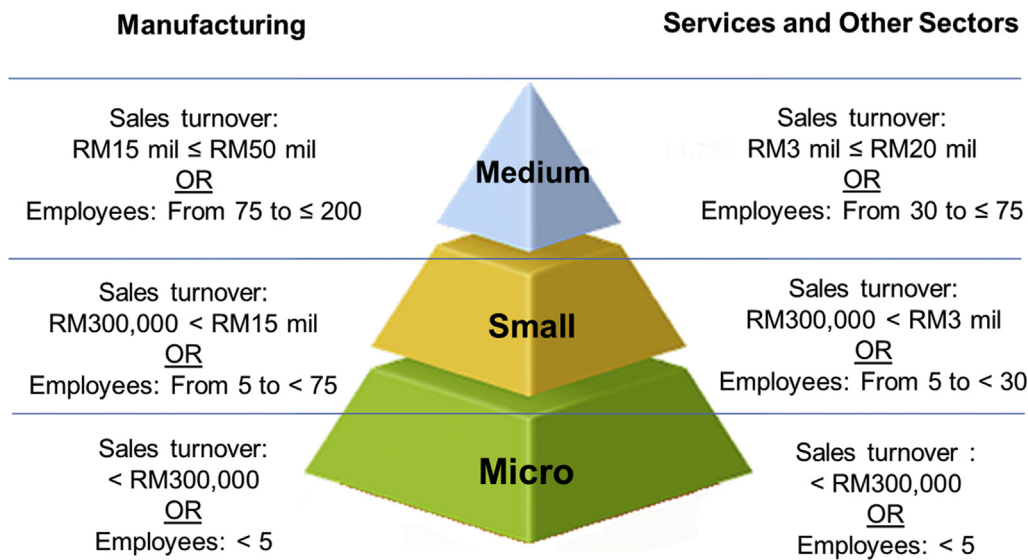 Manufacturing
Services and Other Sectors
Sales turnover:
RM15 mil ≤ RM50 mil
OR
Employees: From 75 to ≤ 200
Medium
Sales turnover:
RM3 mil ≤ RM20 mil
OR
Employees: From 30 to ≤ 75
Sales turnover:
RM300,000 < RM15 mil
OR
Employees: From 5 to < 75
Small
Sales turnover:
RM300,000 < RM3 mil
OR
Employees: From 5 to < 30
Sales turnover:
< RM300,000
OR
Employees: < 5
Micro
Sales turnover :
< RM300,000
OR
Employees: < 5